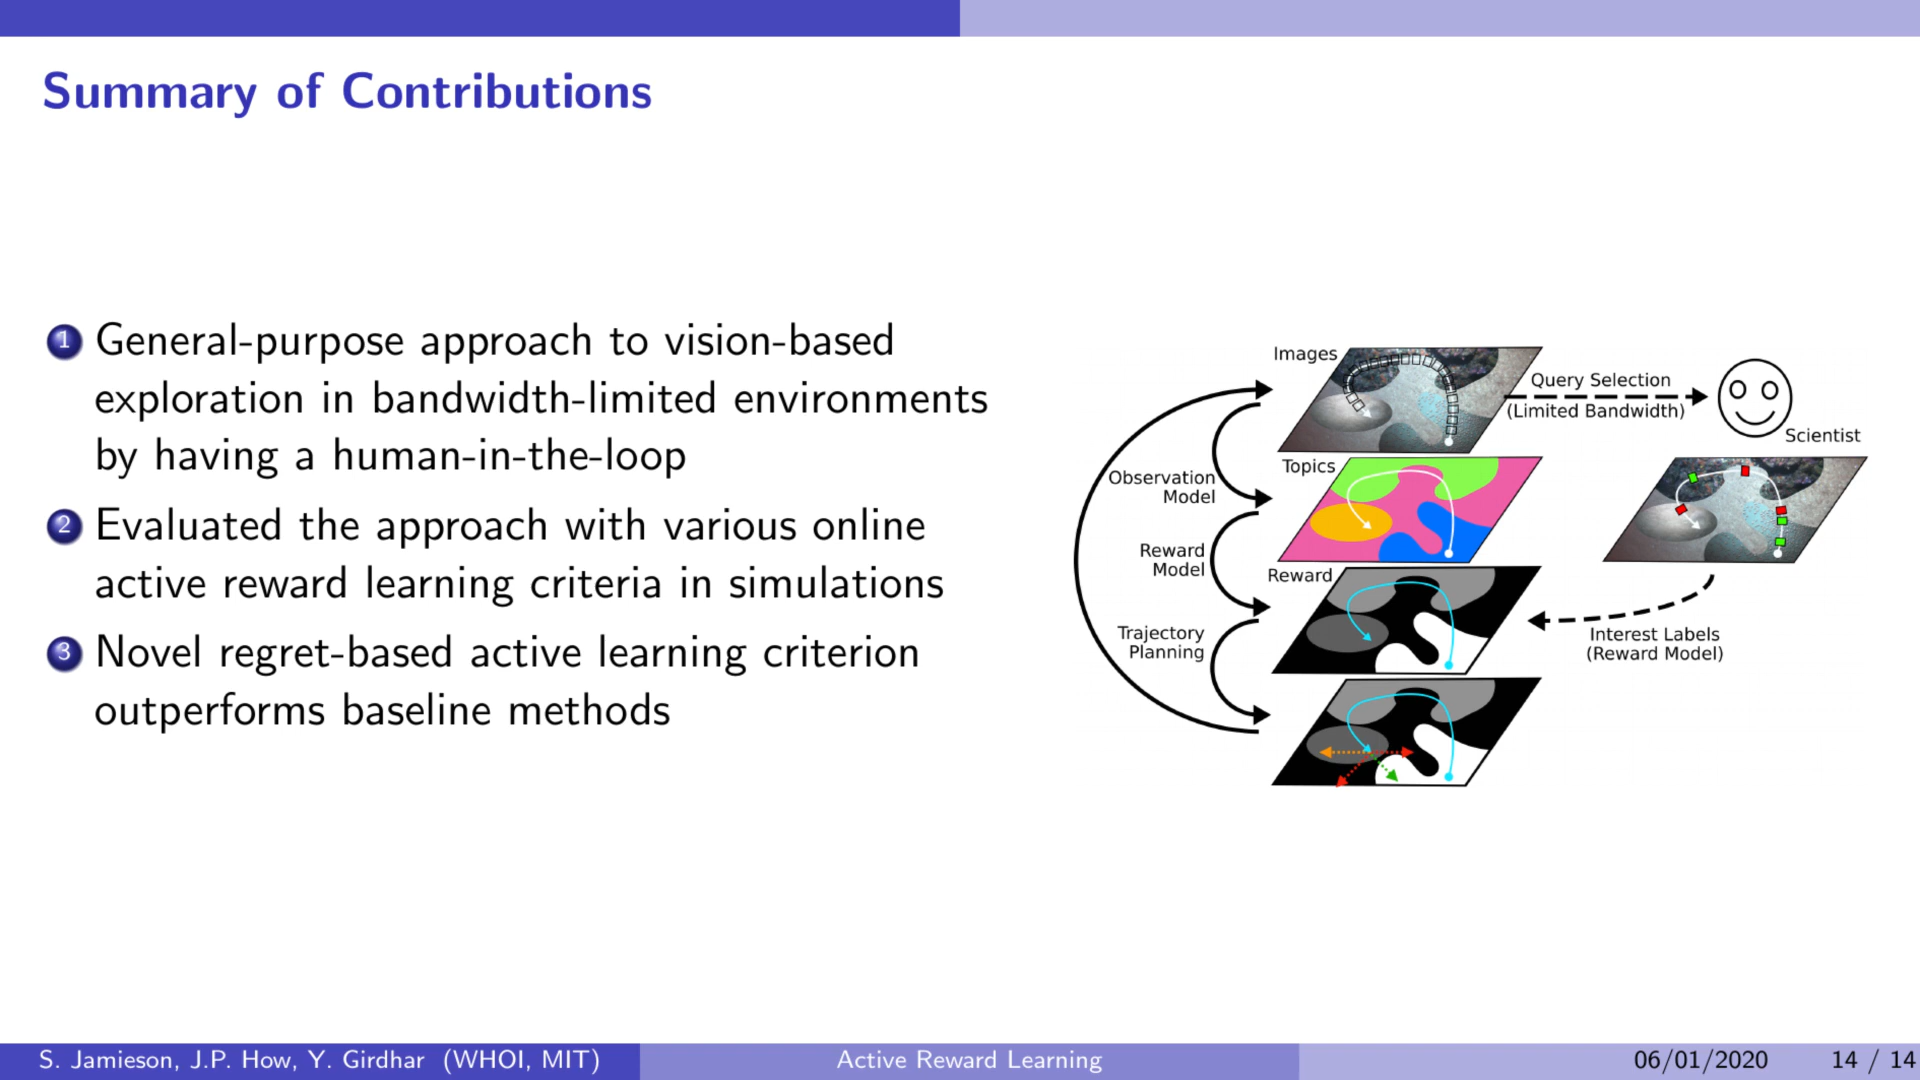 Summary of Contributions
1 General-purpose approach to vision-based
exploration in bandwidth-limited environments
by having a human-in-the-loop
2 Evaluated the approach with various online
active reward learning criteria in simulations
3 Novel regret-based active learning criterion
outperforms baseline methods
Images
Query Selection
(Limited Bandwidth)
Scientist
Observation
Model
Topics
Reward
Model
Reward
Trajectory
Planning
Interest Labels
(Reward Model)
S. Jamieson, J.P. How, Y. Girdhar (WHOI, MIT)
Active Reward Learning
06/01/2020
14 / 14